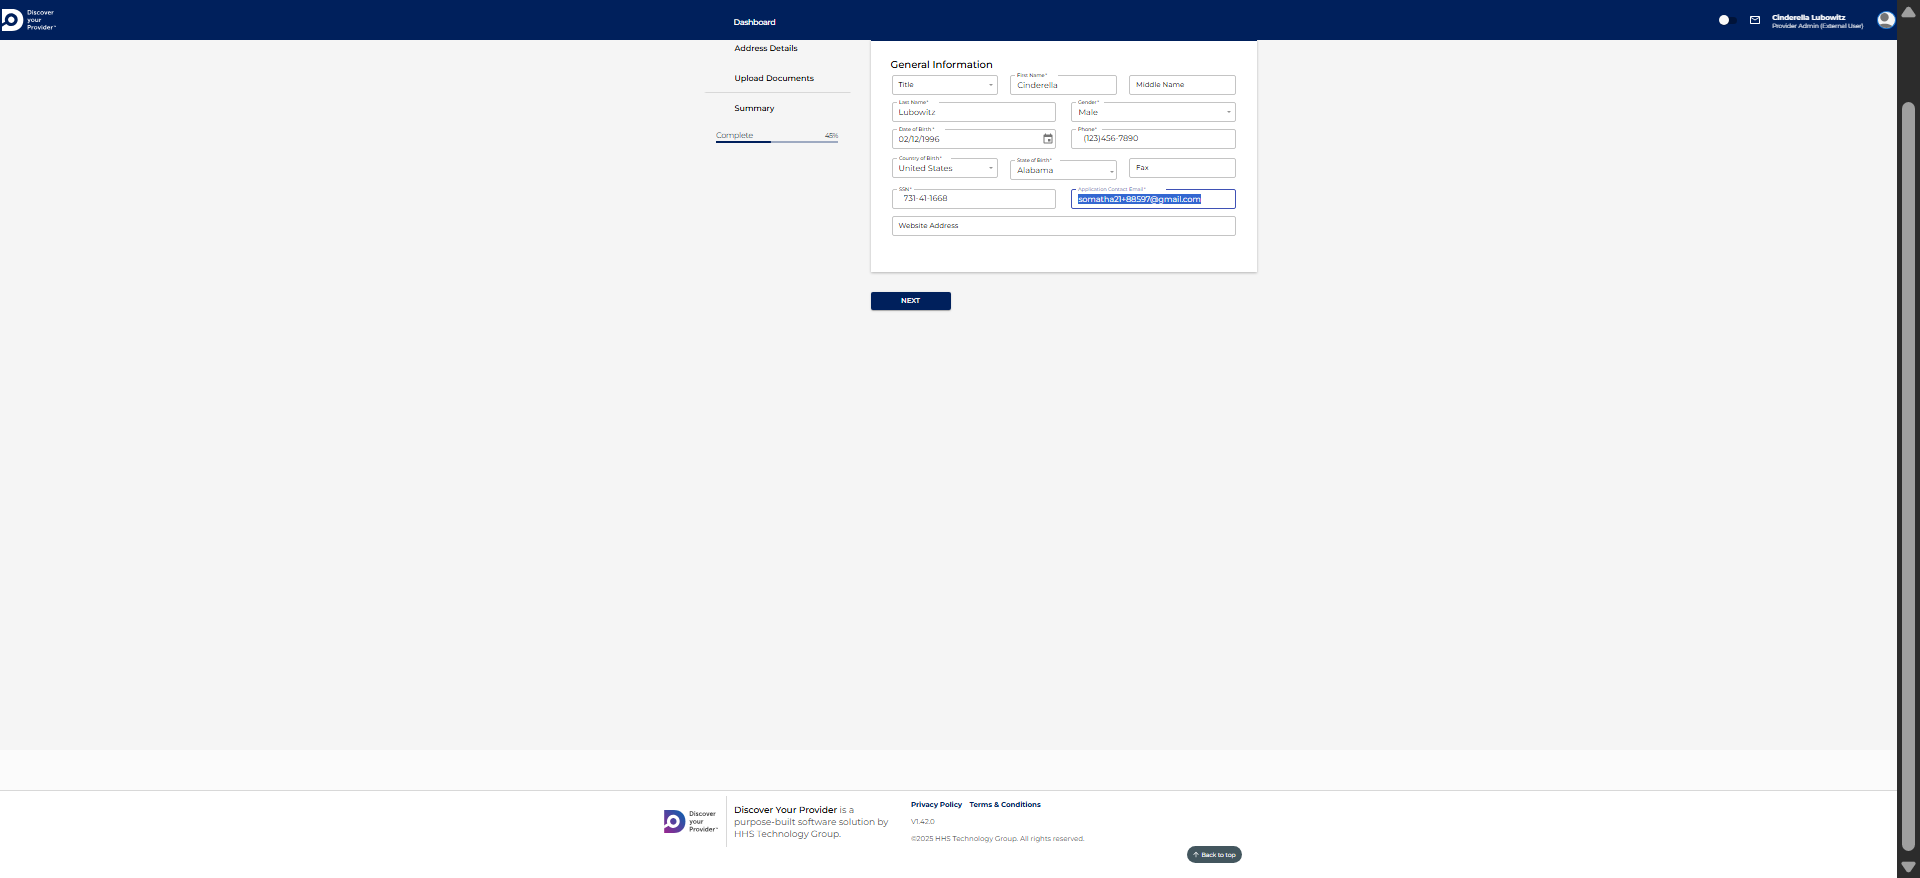 Discover
your
Provider
Dashboard
Cinderella Lubowitz
Provider Admin (External User)
Address Details
Upload Documents
Summary
Complete 45%
General Information
Title
First Name*
Cinderella
Middle Name
Last Name*
Lubowitz
Gender*
Male
Date of Birth*
02/12/1996
Phone*
(123)456-7890
Country of Birth*
United States
State of Birth*
Alabama
Fax
SSN*
731-41-1668
Application Contact Email*
somatha21+88597@gmail.com
Website Address
NEXT
Discover
your
Provider
Discover Your Provider is a
purpose-built software solution by
HHS Technology Group.
Privacy Policy Terms & Conditions
V1.42.0
©2025 HHS Technology Group. All rights reserved.
Back to top